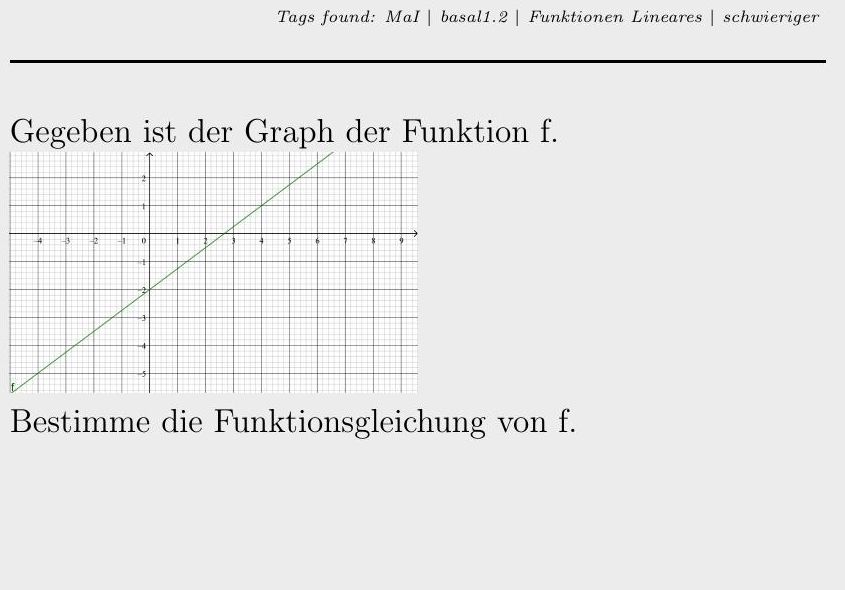 Tags found: MaI | basal1.2 | Funktionen Lineares | schwieriger
Gegeben ist der Graph der Funktion f.
2
1
-4 -3 -2 -1 0 1 2 3 4 5 6 7 8 9
-1
-2
-3
-4
-5
f
Bestimme die Funktionsgleichung von f.